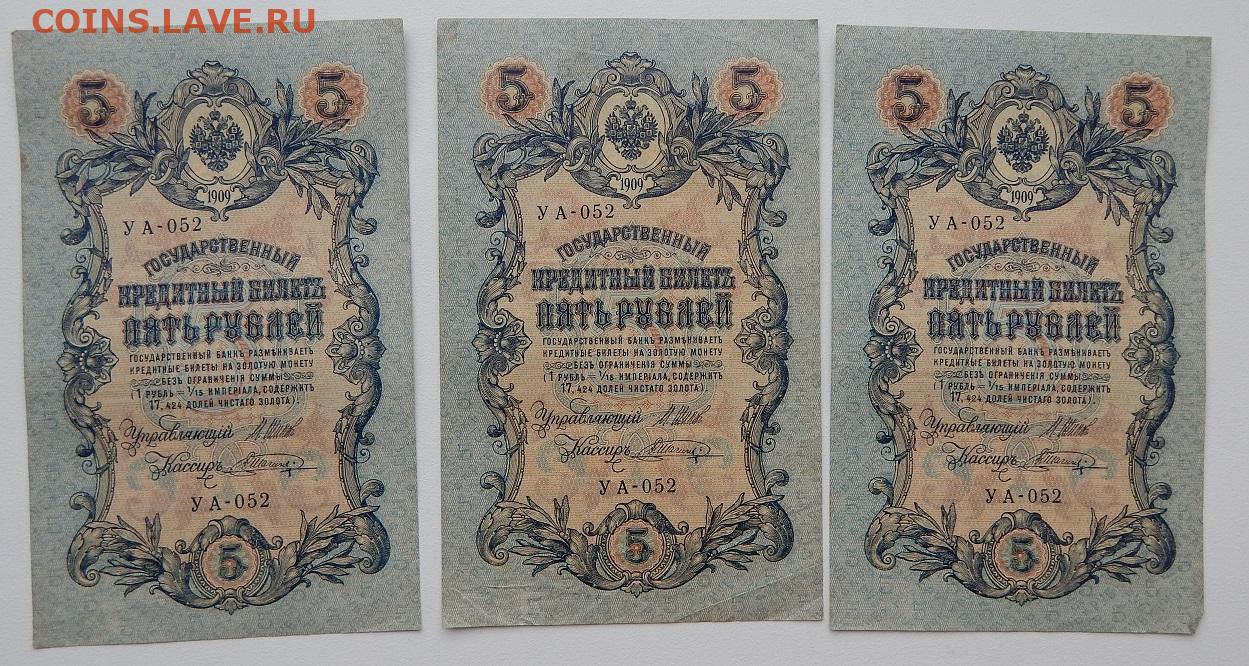 COINS.LAVE.RU
5 5
1909
УА-052
ГОСУДАРСТВЕННЫЙ
КРЕДИТНЫЙ БИЛЕТЪ
ПЯТЬ РУБЛЕЙ
ГОСУДАРСТВЕННЫЙ БАНКЪ РАЗМѢНИВАЕТЪ
КРЕДИТНЫЕ БИЛЕТЫ НА ЗОЛОТУЮ МОНЕТУ
БЕЗЪ ОГРАНИЧЕНІЯ СУММЫ
(1 РУБЛЬ = 1/15 ИМПЕРІАЛА, СОДЕРЖИТЪ
17,424 ДОЛЕЙ ЧИСТАГО ЗОЛОТА).
Управляющій
Кассиръ
УА-052
5
5 5
1909
УА-052
ГОСУДАРСТВЕННЫЙ
КРЕДИТНЫЙ БИЛЕТЪ
ПЯТЬ РУБЛЕЙ
ГОСУДАРСТВЕННЫЙ БАНКЪ РАЗМѢНИВАЕТЪ
КРЕДИТНЫЕ БИЛЕТЫ НА ЗОЛОТУЮ МОНЕТУ
БЕЗЪ ОГРАНИЧЕНІЯ СУММЫ
(1 РУБЛЬ = 1/15 ИМПЕРІАЛА, СОДЕРЖИТЪ
17,424 ДОЛЕЙ ЧИСТАГО ЗОЛОТА).
Управляющій
Кассиръ
УА-052
5
5 5
1909
УА-052
ГОСУДАРСТВЕННЫЙ
КРЕДИТНЫЙ БИЛЕТЪ
ПЯТЬ РУБЛЕЙ
ГОСУДАРСТВЕННЫЙ БАНКЪ РАЗМѢНИВАЕТЪ
КРЕДИТНЫЕ БИЛЕТЫ НА ЗОЛОТУЮ МОНЕТУ
БЕЗЪ ОГРАНИЧЕНІЯ СУММЫ
(1 РУБЛЬ = 1/15 ИМПЕРІАЛА, СОДЕРЖИТЪ
17,424 ДОЛЕЙ ЧИСТАГО ЗОЛОТА).
Управляющій
Кассиръ
УА-052
5